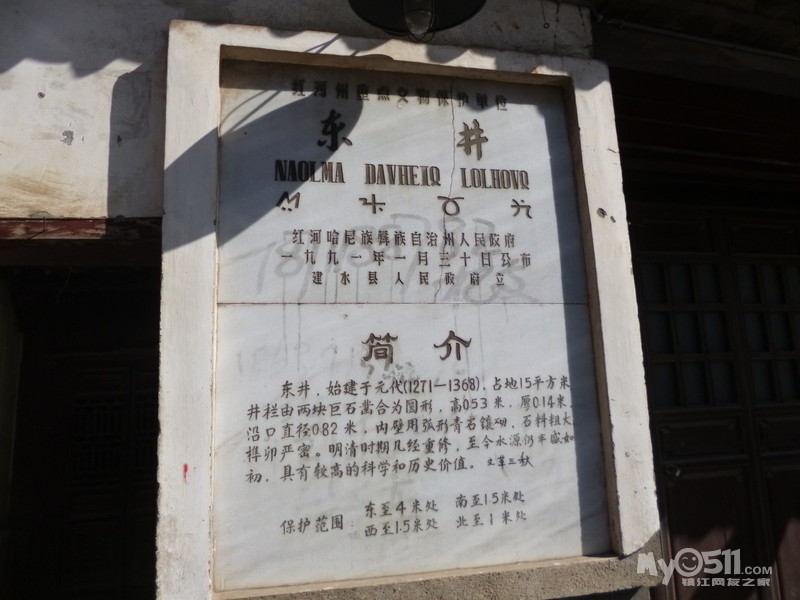 红河州重点文物保护单位
东 井
NAOLMA DAVHEIQ LOLHOVQ
红河哈尼族彝族自治州人民政府
一九九一年一月三十日公布
建水县人民政府立
简 介
东井，始建于元代(1271—1368)，占地15平方米
井栏由两块巨石凿合为圆形，高0.53米，厚0.14米，
沿口直径0.82米，内壁用弧形青石镶砌，石料粗大
榫卯严密。明清时期几经重修，至今水源仍丰盛如
初，具有较高的科学和历史价值。
保护范围：
东至4米处 南至1.5米处
西至1.5米处 北至1米处
My0511.COM
镇江网友之家